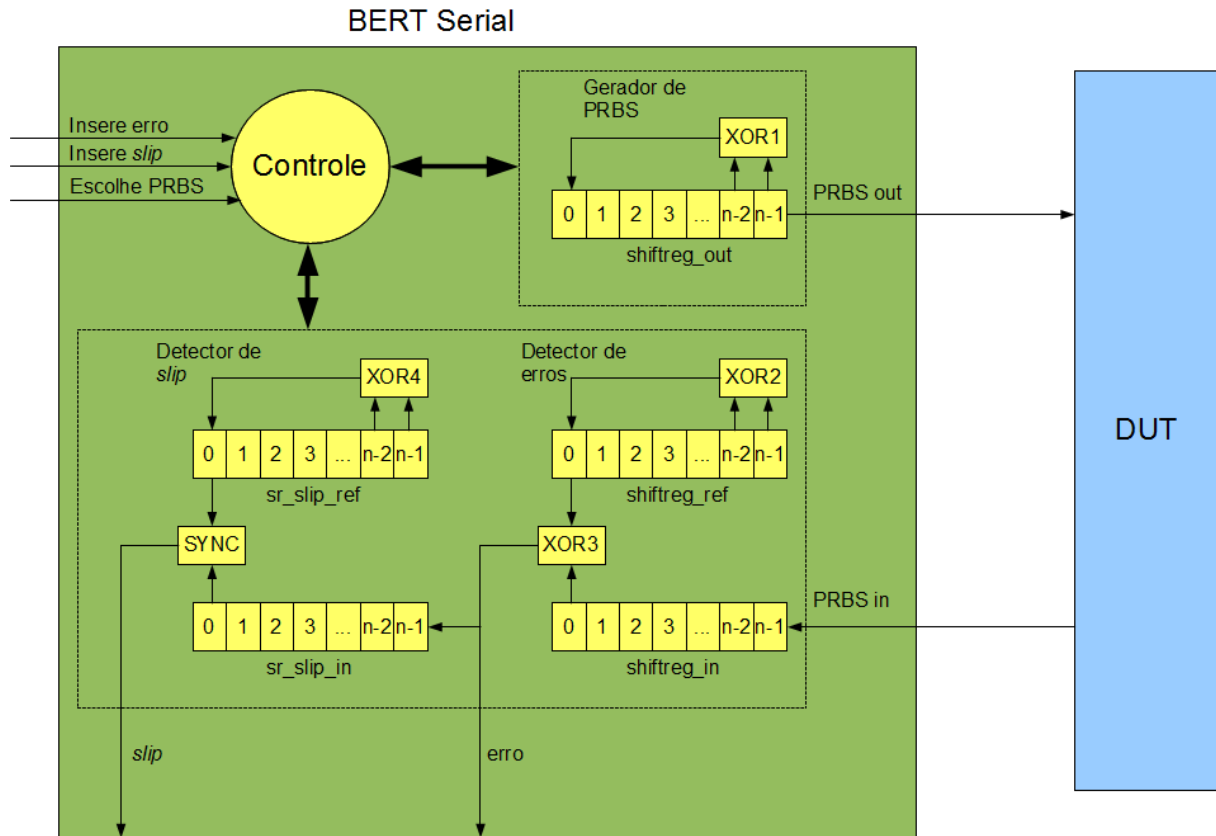 BERT Serial
Insere erro
Insere slip
Escolhe PRBS
Controle
Gerador de
PRBS
XOR1
0 1 2 3 ... n-2 n-1
shiftreg_out
PRBS out
Detector de
slip
XOR4
0 1 2 3 ... n-2 n-1
sr_slip_ref
SYNC
0 1 2 3 ... n-2 n-1
sr_slip_in
Detector de
erros
XOR2
0 1 2 3 ... n-2 n-1
shiftreg_ref
XOR3
0 1 2 3 ... n-2 n-1
shiftreg_in
PRBS in
slip
erro
DUT